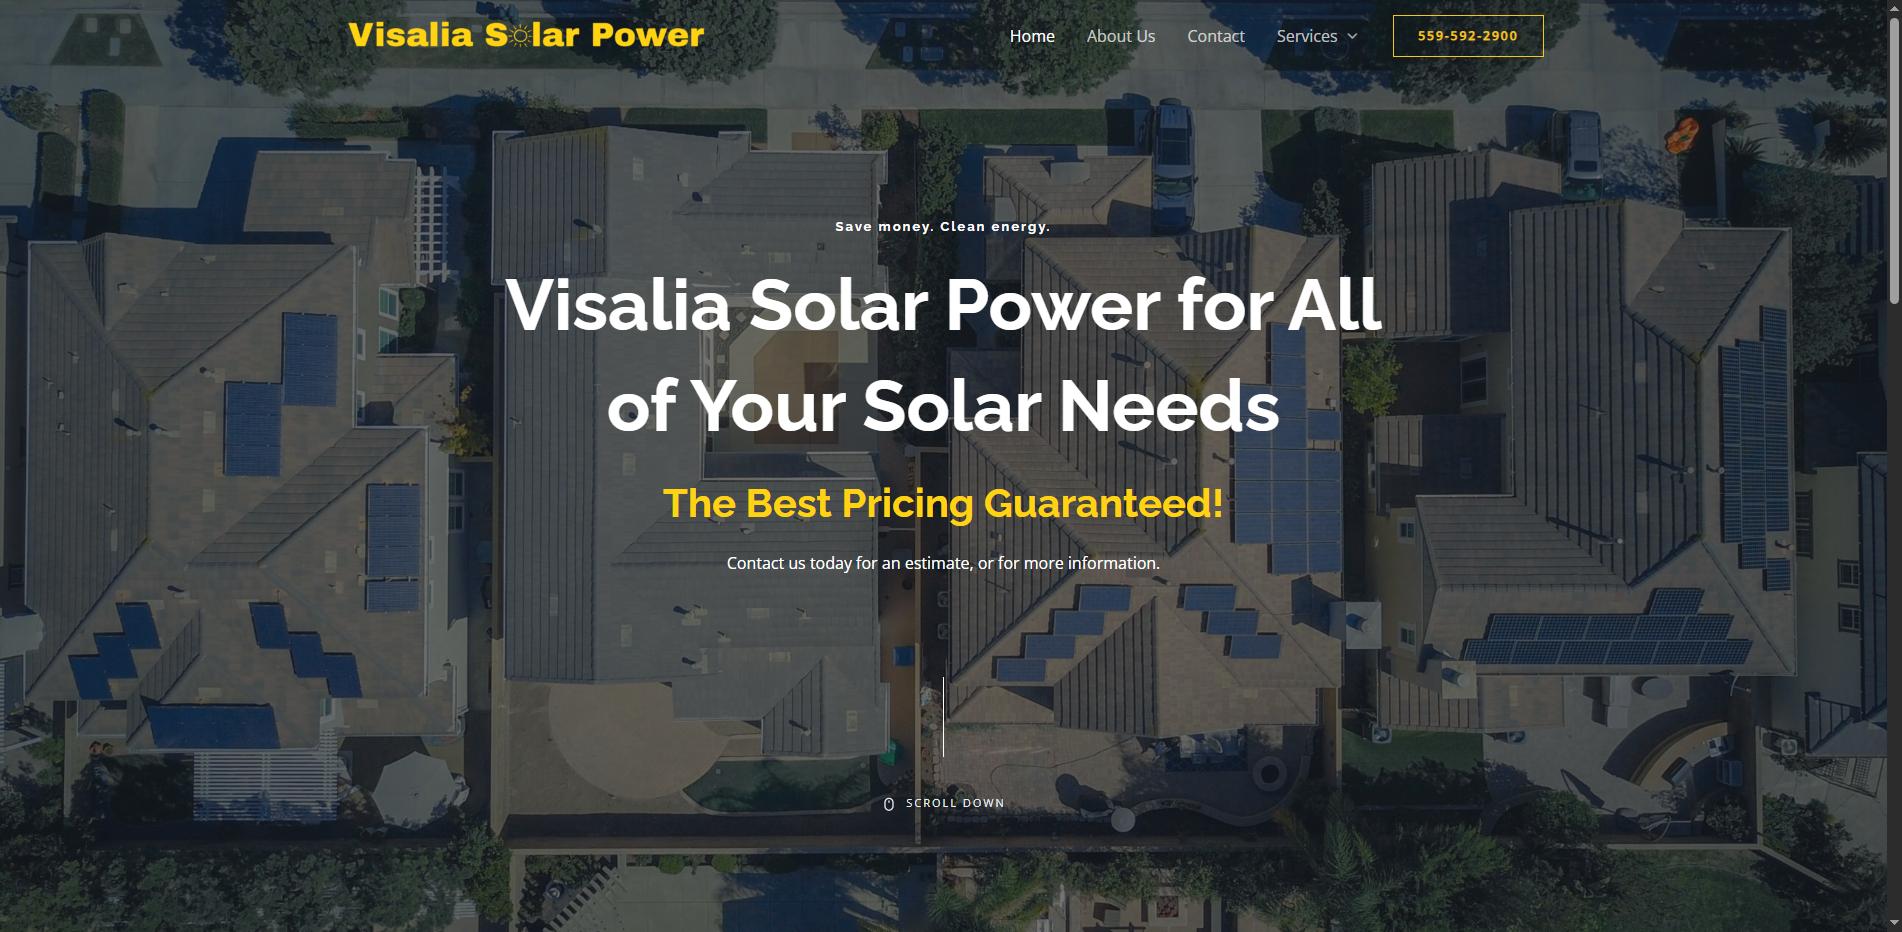 Visalia Solar Power
Home
About Us
Contact
Services
559-592-2900
Save money. Clean energy.
Visalia Solar Power for All
of Your Solar Needs
The Best Pricing Guaranteed!
Contact us today for an estimate, or for more information.
SCROLL DOWN